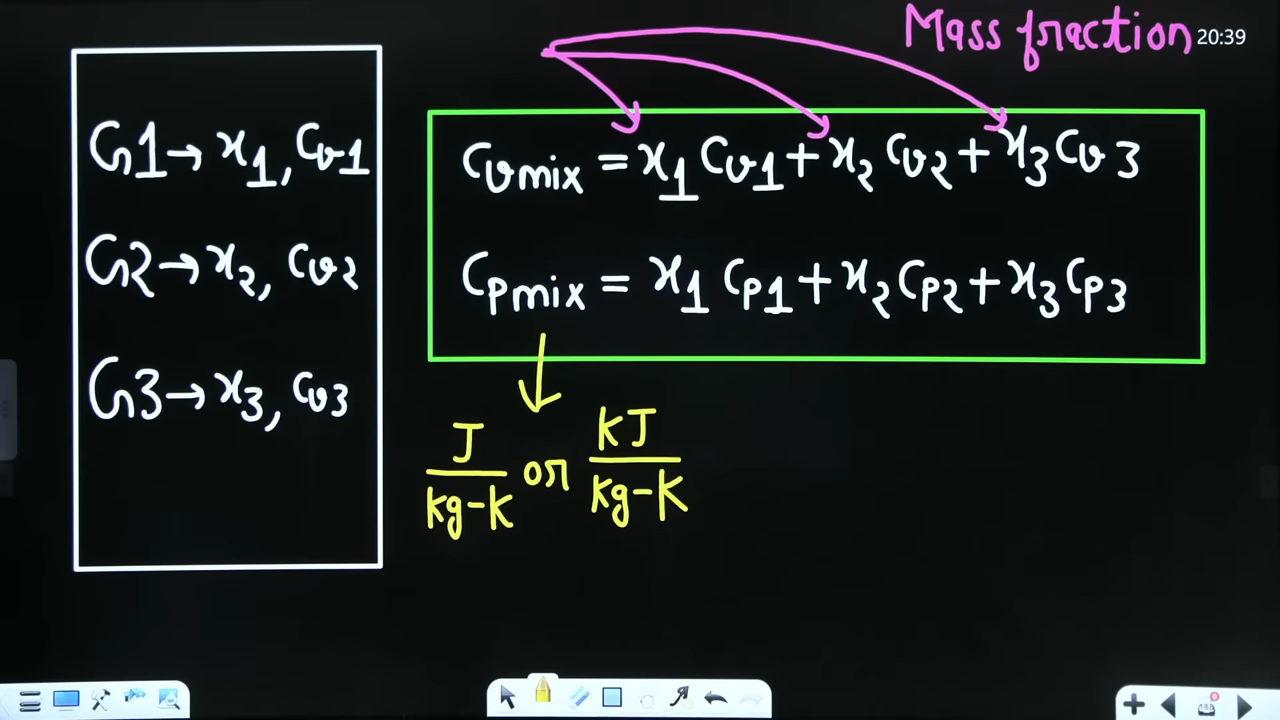 Mass fraction 20:39
G1→ x1, Cv1
G2→ x2, Cv2
G3→ x3, Cv3
Cvmix = x1 Cv1 + x2 Cv2 + x3 Cv3
Cpmix = x1 Cp1 + x2 Cp2 + x3 Cp3
J/kg-K or kJ/kg-K
188